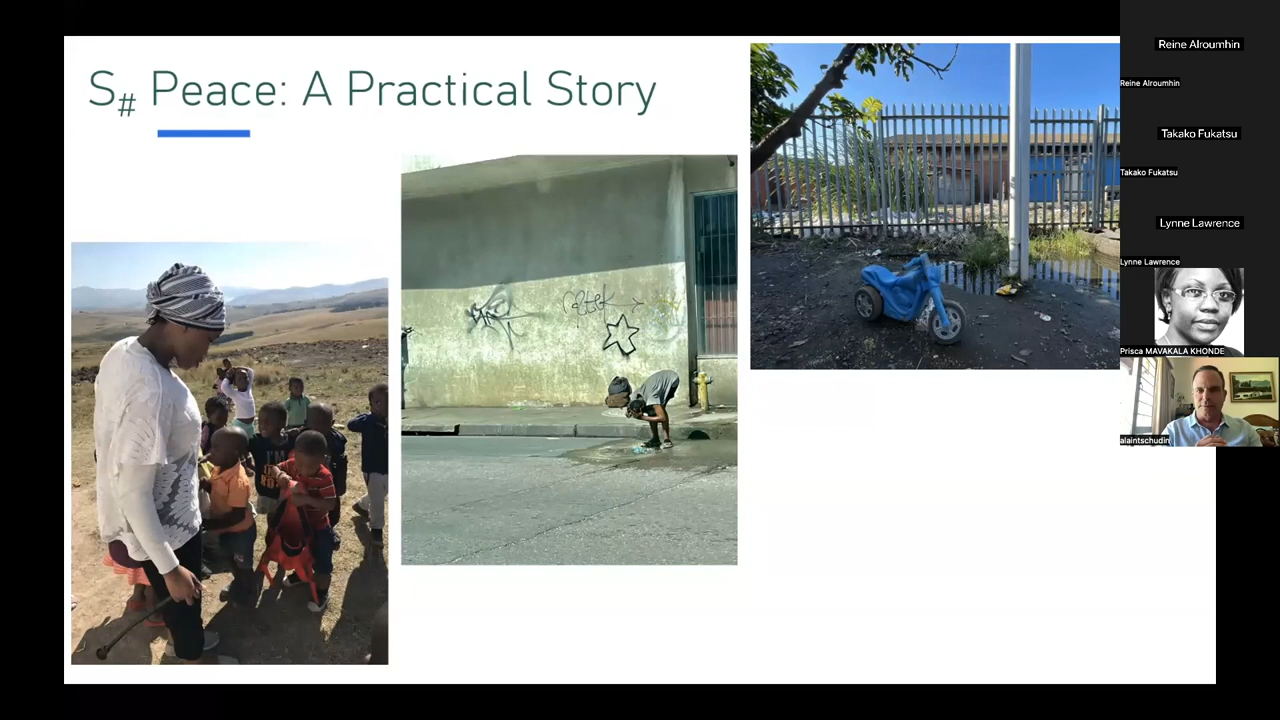 S# Peace: A Practical Story
Reine Alroumhin
Reine Alroumhin
Takako Fukatsu
Takako Fukatsu
Lynne Lawrence
Lynne Lawrence
Prisca MAVAKALA KHONDE
alaintschudin